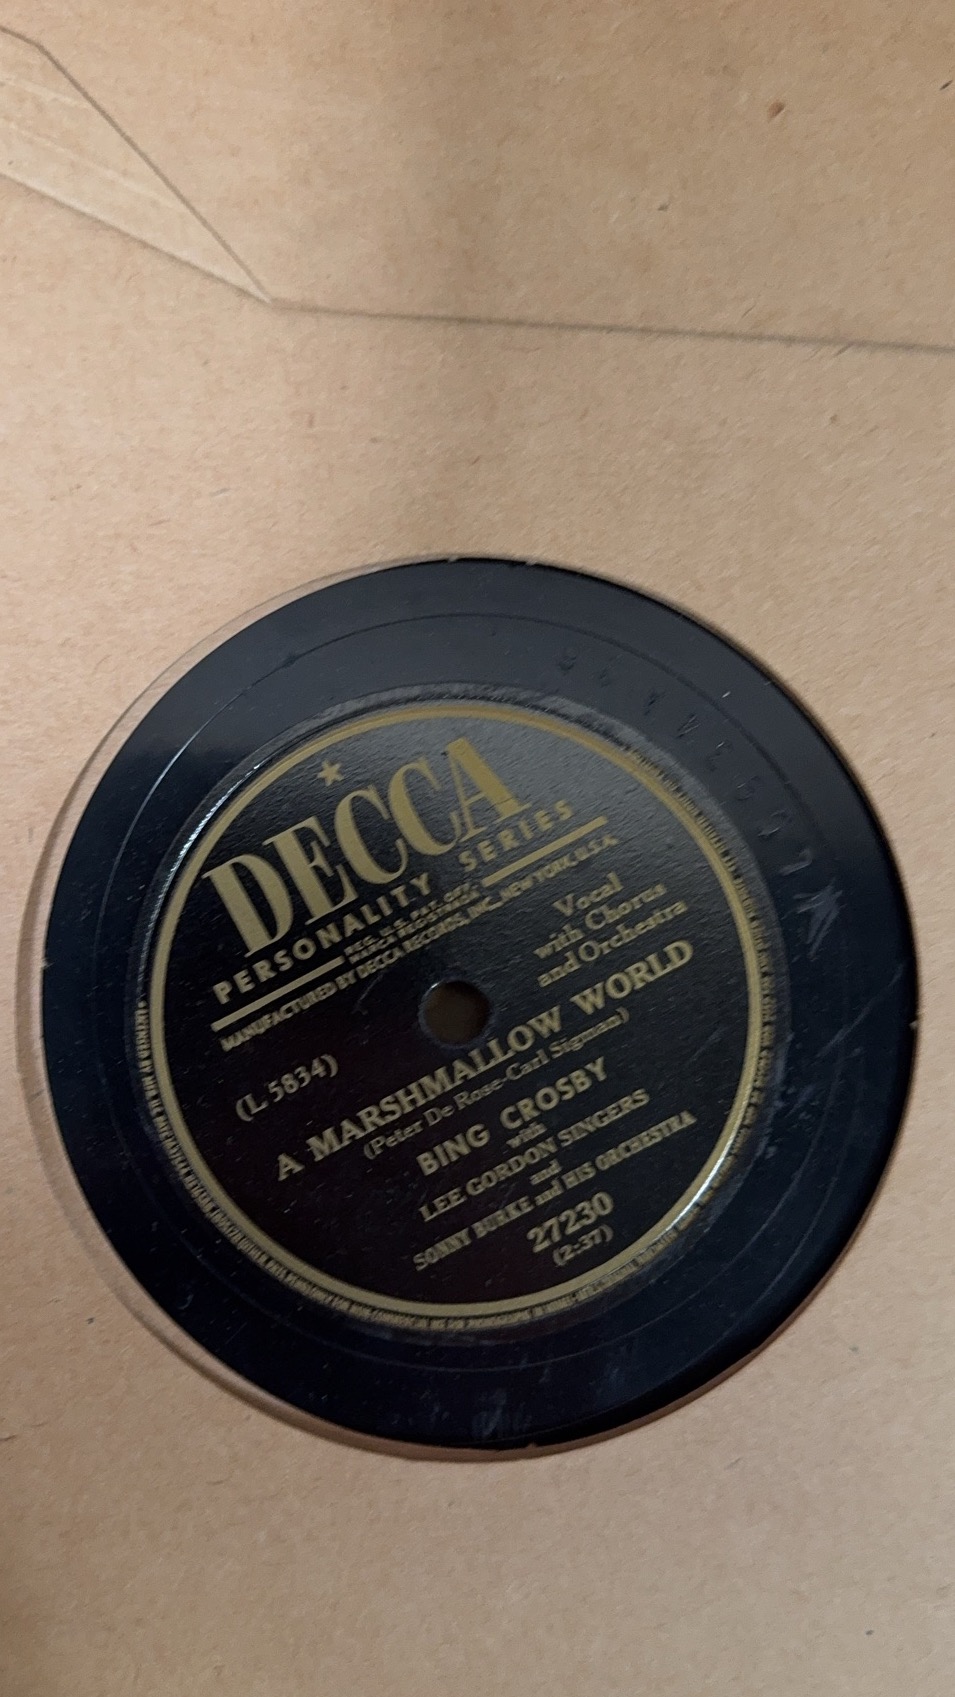 DECCA
PERSONALITY SERIES
REG. U.S. PAT. OFF.
MARCA REGISTRADA
MANUFACTURED BY DECCA RECORDS, INC., NEW YORK, U.S.A.
Vocal
with Chorus
and Orchestra
(L 5834)
A MARSHMALLOW WORLD
(Peter De Rose-Carl Sigman)
BING CROSBY
with
LEE GORDON SINGERS
and
SONNY BURKE and HIS ORCHESTRA
27230
(2:37)